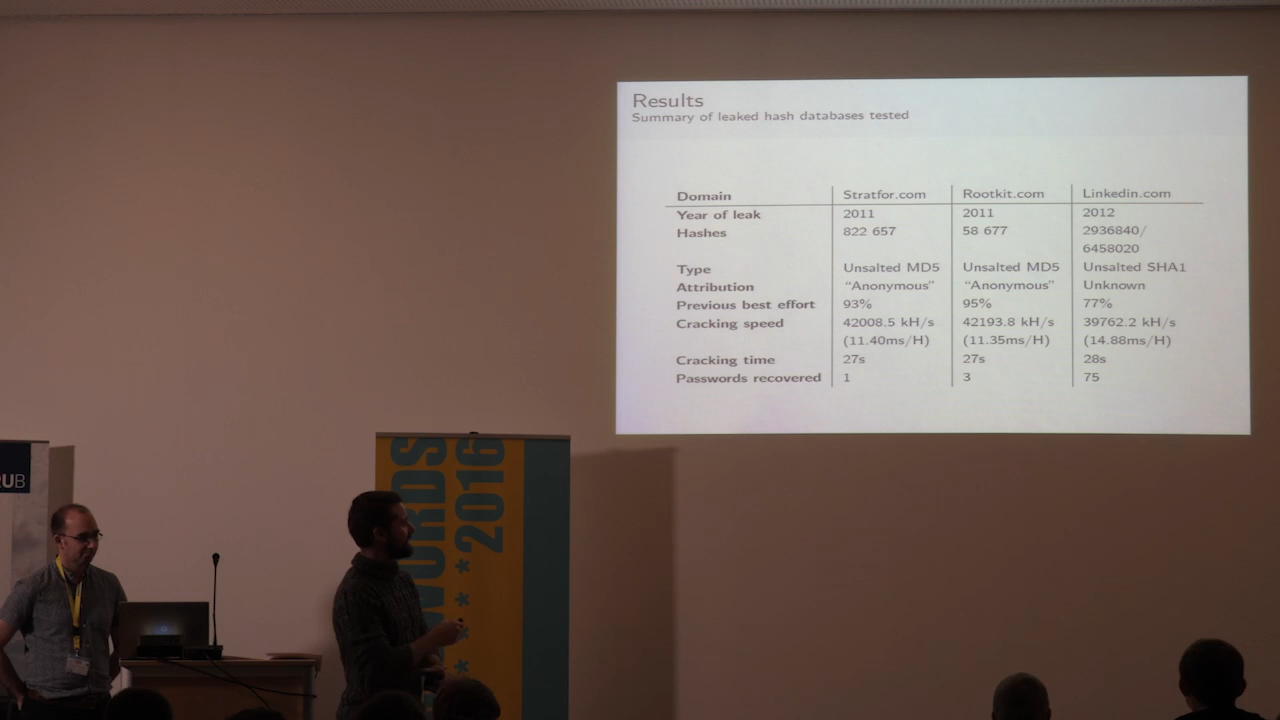 Results
Summary of leaked hash databases tested
Domain Stratfor.com Rootkit.com Linkedin.com
Year of leak 2011 2011 2012
Hashes 822 657 58 677 2936840/
6458020
Type Unsalted MD5 Unsalted MD5 Unsalted SHA1
Attribution “Anonymous” “Anonymous” Unknown
Previous best effort 93% 95% 77%
Cracking speed 42008.5 kH/s 42193.8 kH/s 39762.2 kH/s
(11.40ms/H) (11.35ms/H) (14.88ms/H)
Cracking time 27s 27s 28s
Passwords recovered 1 3 75
WORDS
****2016
RUB